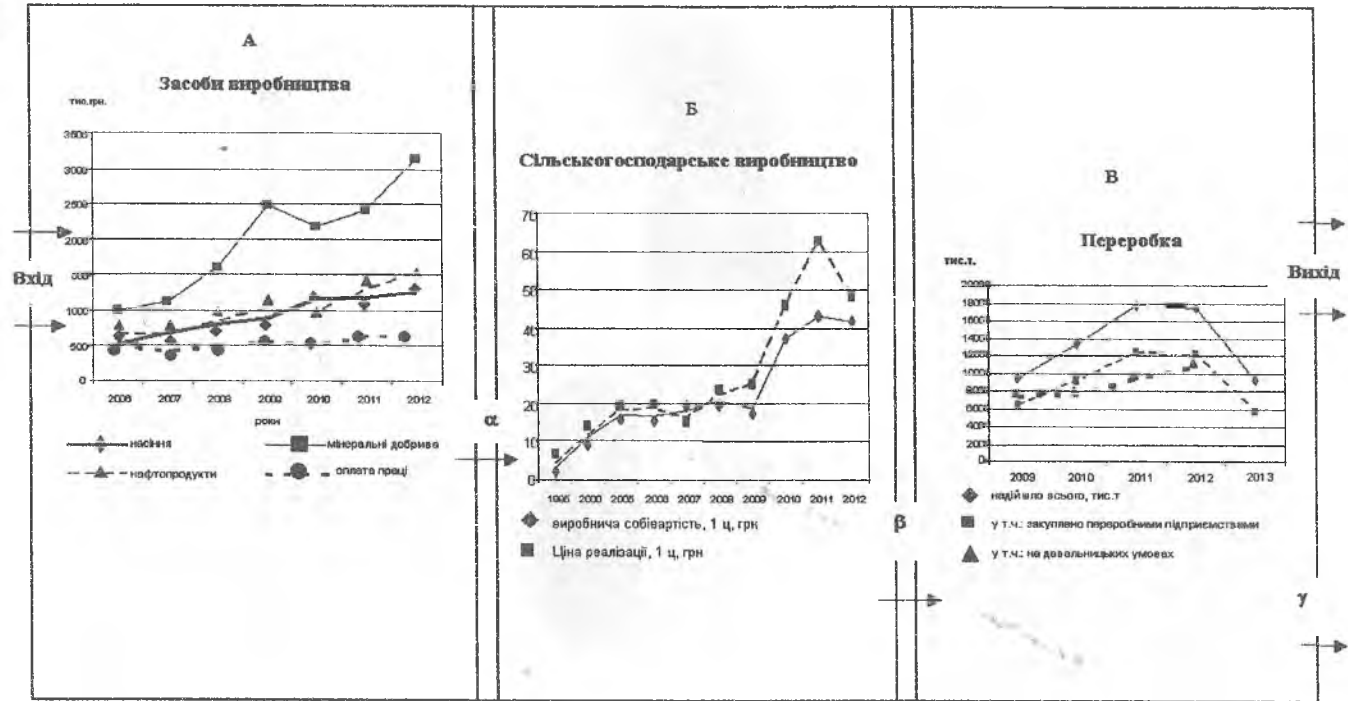 А
Засоби виробництва
тис.грн.
3500
3000
2500
2000
1500
1000
500
0
2006 2007 2008 2009 2010 2011 2012
роки
насіння
мінеральні добрива
нафтопродукти
оплата праці
Вхід
α
Б
Сільськогосподарське виробництво
70
60
50
40
30
20
10
0
2000 2005 2006 2007 2008 2009 2010 2011 2012
виробнича собівартість, 1 ц, грн
Ціна реалізації, 1 ц, грн
β
В
Переробка
тис.т.
20000
18000
16000
14000
12000
10000
8000
6000
4000
2000
0
2009 2010 2011 2012 2013
надійшло всього, тис.т
у т.ч.: закуплено переробними підприємствами
у т.ч.: на давальницьких умовах
Вихід
γ